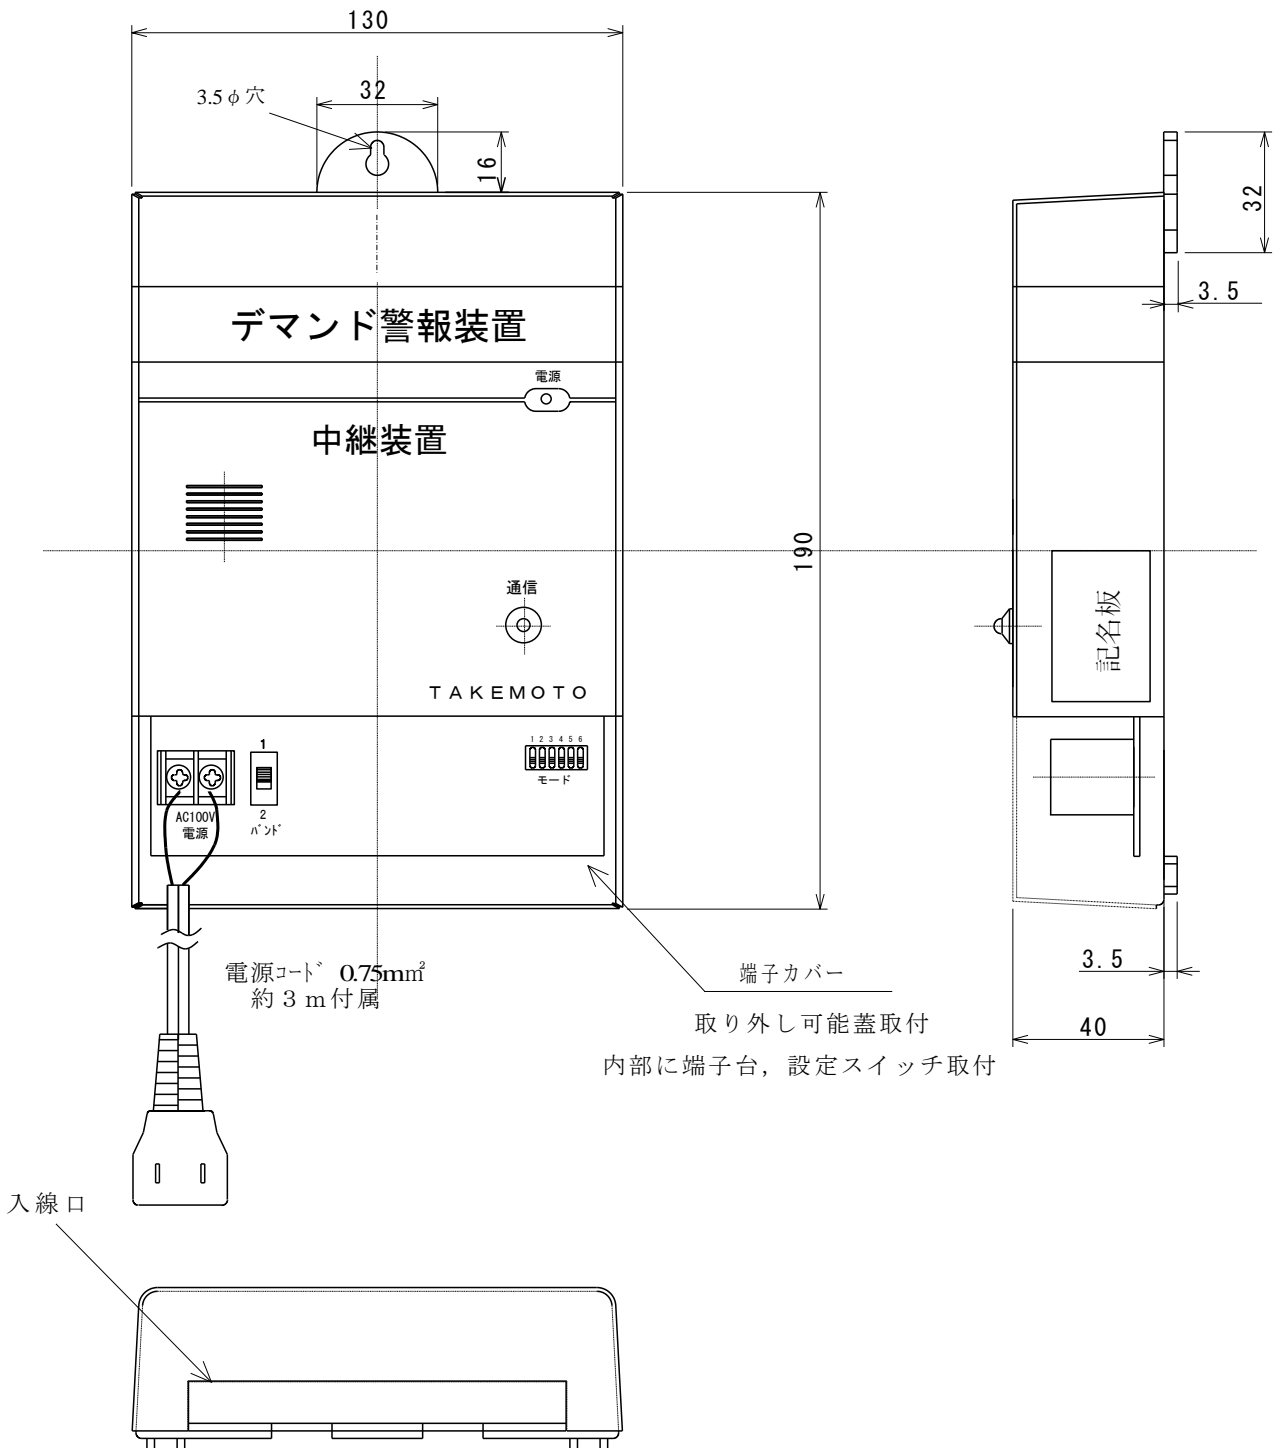 130
3.5φ穴
32
16
32
3.5
デマンド警報装置
電源
中継装置
190
通信
記名板
TAKEMOTO
1
1 2 3 4 5 6
モード
AC100V
電源
2
バンド
電源コード 0.75mm²
約3m付属
端子カバー
取り外し可能蓋取付
内部に端子台，設定スイッチ取付
3.5
40
入線口